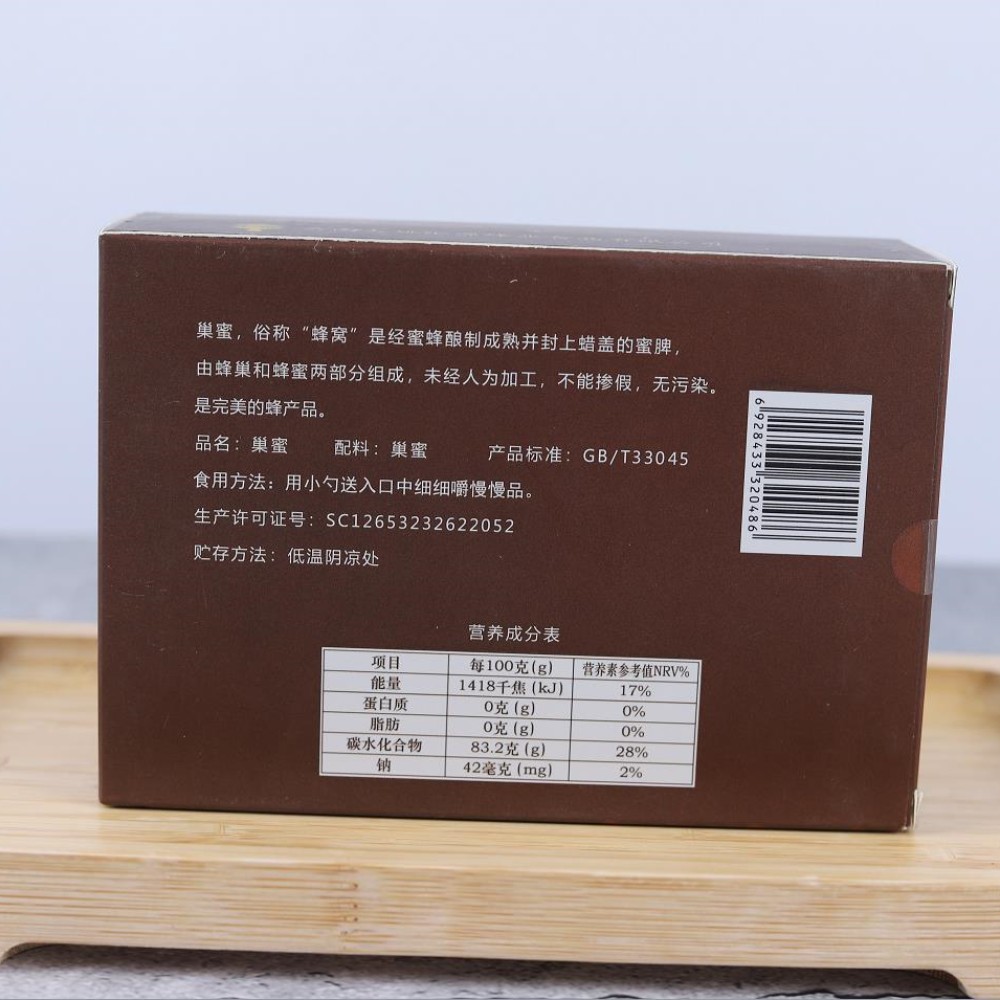 巢蜜，俗称“蜂窝”是经蜜蜂酿制成熟并封上蜡盖的蜜脾，
由蜂巢和蜂蜜两部分组成，未经人为加工，不能掺假，无污染。
是完美的蜂产品。
品名：巢蜜 配料：巢蜜 产品标准：GB/T33045
食用方法：用小勺送入口中细细嚼慢慢品。
生产许可证号：SC12653232622052
贮存方法：低温阴凉处
6928433320486
营养成分表
项目 每100克(g) 营养素参考值NRV%
能量 1418千焦(kJ) 17%
蛋白质 0克(g) 0%
脂肪 0克(g) 0%
碳水化合物 83.2克(g) 28%
钠 42毫克(mg) 2%